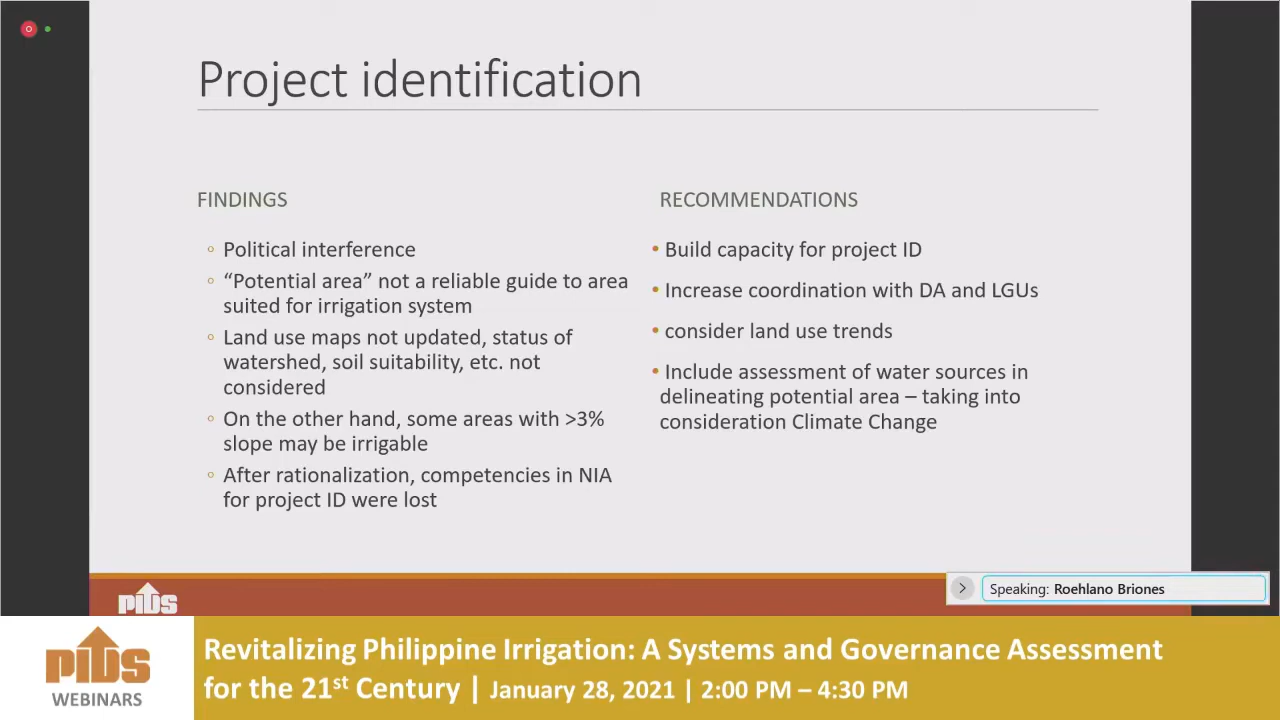 Project identification
FINDINGS
◦ Political interference
◦ “Potential area” not a reliable guide to area
suited for irrigation system
◦ Land use maps not updated, status of
watershed, soil suitability, etc. not
considered
◦ On the other hand, some areas with >3%
slope may be irrigable
◦ After rationalization, competencies in NIA
for project ID were lost
RECOMMENDATIONS
• Build capacity for project ID
• Increase coordination with DA and LGUs
• consider land use trends
• Include assessment of water sources in
delineating potential area – taking into
consideration Climate Change
PIDS
Speaking: Roehlano Briones
PIDS
WEBINARS
Revitalizing Philippine Irrigation: A Systems and Governance Assessment
for the 21st Century | January 28, 2021 | 2:00 PM – 4:30 PM